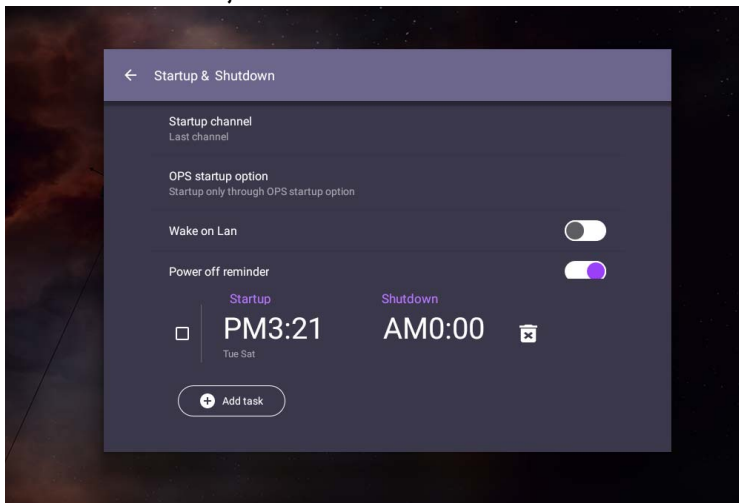 Startup & Shutdown
Startup channel
Last channel
OPS startup option
Startup only through OPS startup option
Wake on Lan
Power off reminder
Startup Shutdown
PM3:21 AM0:00
Tue Sat
Add task